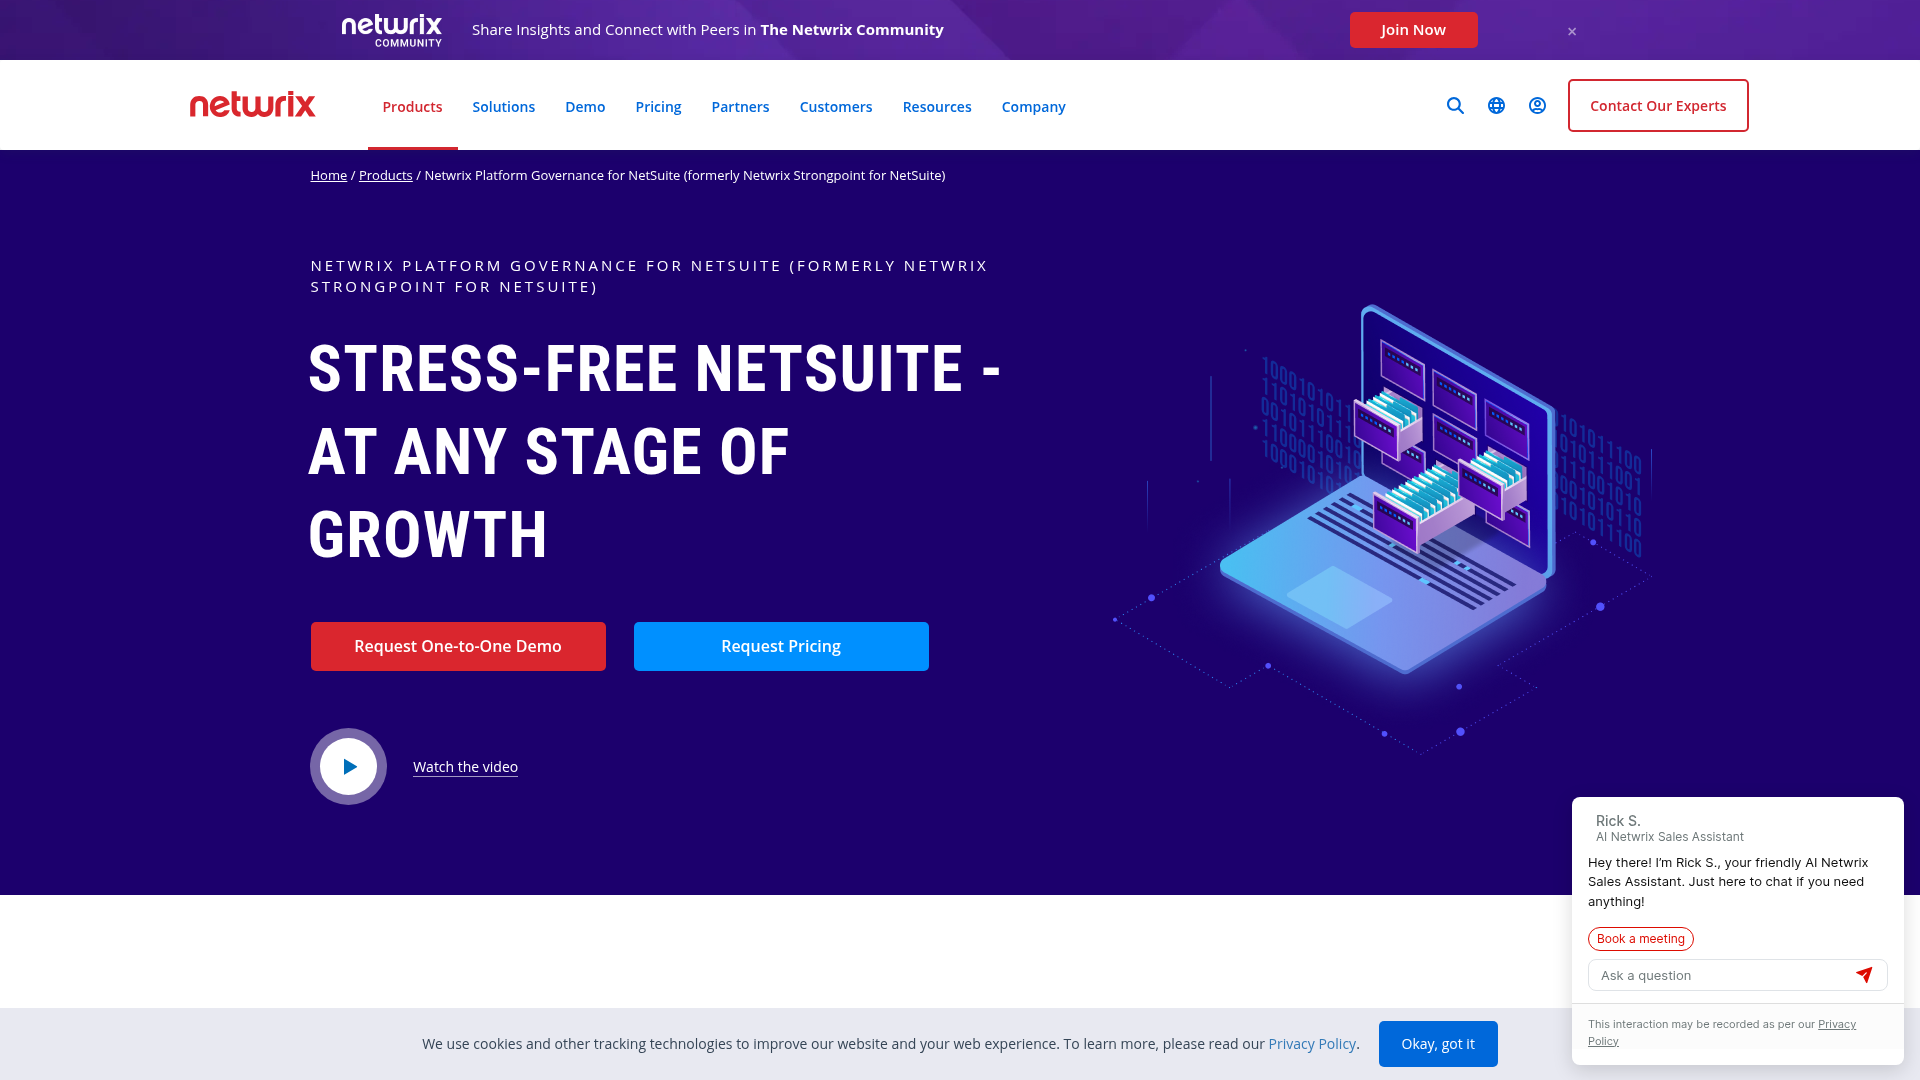 netwrix
COMMUNITY
Share Insights and Connect with Peers in The Netwrix Community
Join Now
×
netwrix
Products
Solutions
Demo
Pricing
Partners
Customers
Resources
Company
Contact Our Experts
Home / Products / Netwrix Platform Governance for NetSuite (formerly Netwrix Strongpoint for NetSuite)
NETWRIX PLATFORM GOVERNANCE FOR NETSUITE (FORMERLY NETWRIX
STRONGPOINT FOR NETSUITE)
STRESS-FREE NETSUITE -
AT ANY STAGE OF
GROWTH
Request One-to-One Demo
Request Pricing
Watch the video
Rick S.
AI Netwrix Sales Assistant
Hey there! I'm Rick S., your friendly AI Netwrix
Sales Assistant. Just here to chat if you need
anything!
Book a meeting
Ask a question
This interaction may be recorded as per our Privacy
Policy
We use cookies and other tracking technologies to improve our website and your web experience. To learn more, please read our Privacy Policy.
Okay, got it